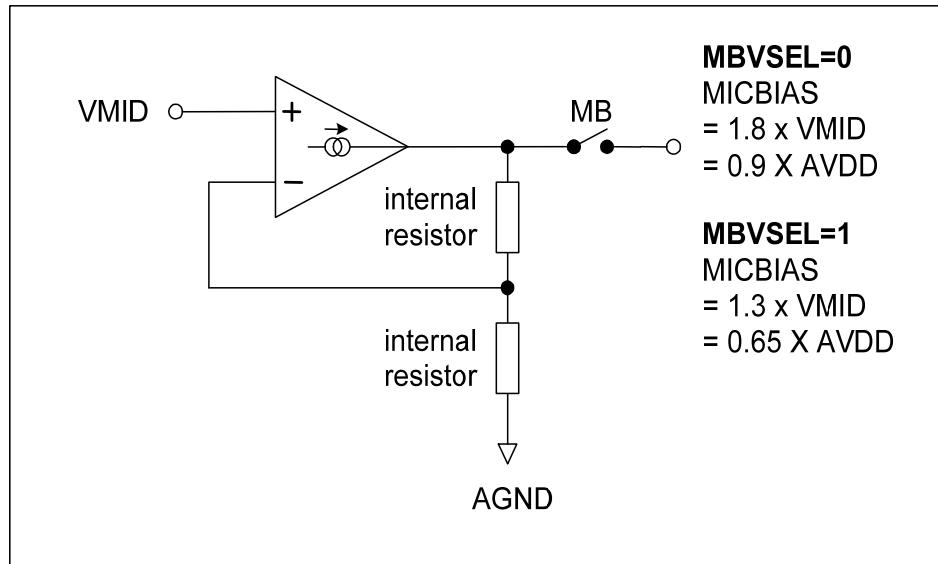 MBVSEL=0
MICBIAS
= 1.8 x VMID
= 0.9 X AVDD
VMID
+
MB
−
internal
resistor
MBVSEL=1
MICBIAS
= 1.3 x VMID
= 0.65 X AVDD
internal
resistor
AGND